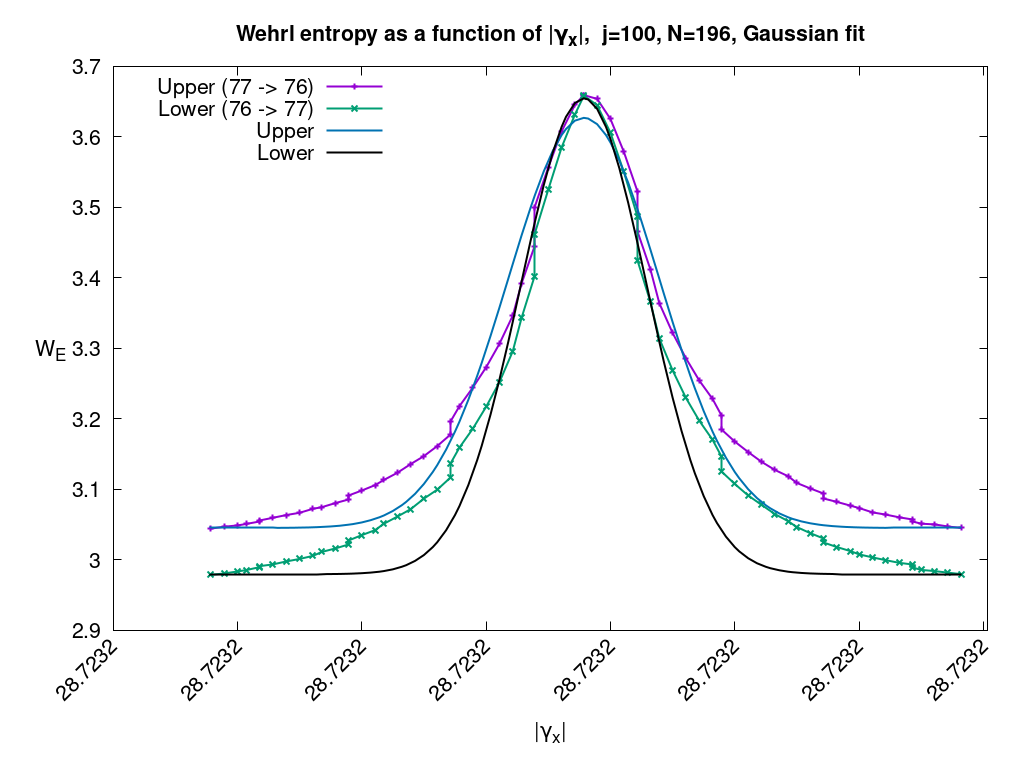 Wehrl entropy as a function of |γx|, j=100, N=196, Gaussian fit
3.7
3.6
3.5
3.4
3.3
3.2
3.1
3
2.9
WE
Upper (77 -> 76)
Lower (76 -> 77)
Upper
Lower
28.7232
28.7232
28.7232
28.7232
28.7232
28.7232
28.7232
28.7232
|γx|